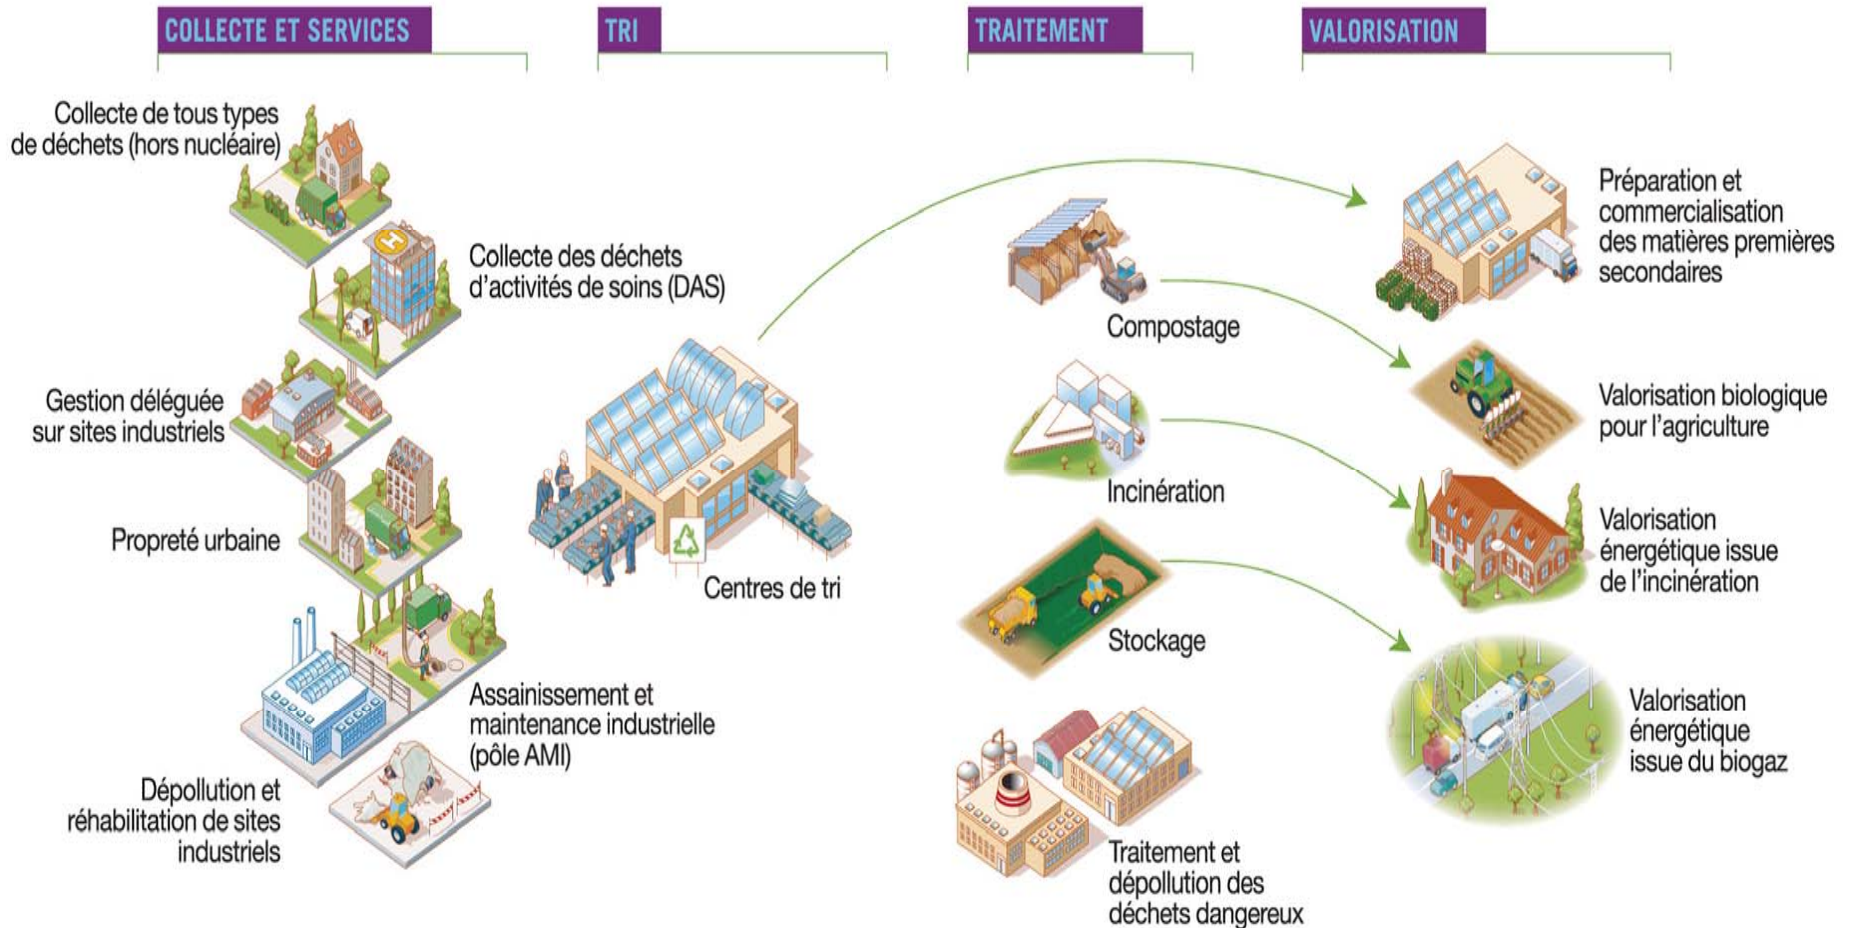 COLLECTE ET SERVICES
TRI
TRAITEMENT
VALORISATION
Collecte de tous types
de déchets (hors nucléaire)
Collecte des déchets
d’activités de soins (DAS)
Gestion déléguée
sur sites industriels
Propreté urbaine
Assainissement et
maintenance industrielle
(pôle AMI)
Dépollution et
réhabilitation de sites
industriels
Centres de tri
Compostage
Incinération
Stockage
Traitement et
dépollution des
déchets dangereux
Préparation et
commercialisation
des matières premières
secondaires
Valorisation biologique
pour l’agriculture
Valorisation
énergétique issue
de l’incinération
Valorisation
énergétique
issue du biogaz
H